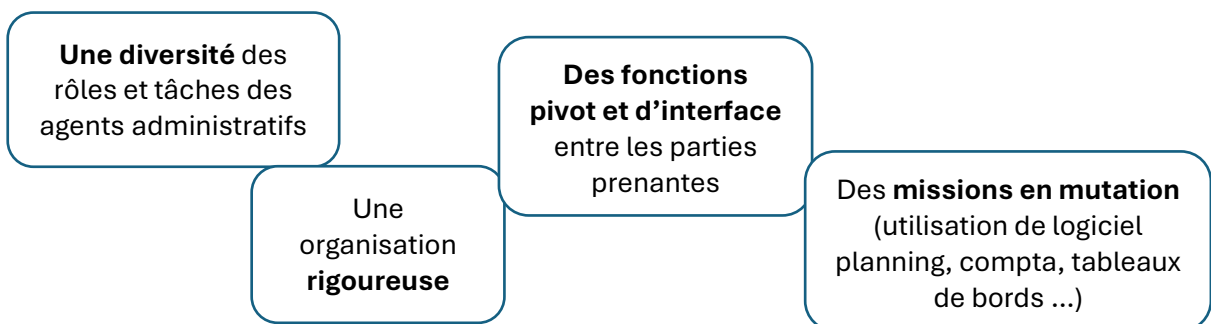 Une diversité des
rôles et tâches des
agents administratifs
Une
organisation
rigoureuse
Des fonctions
pivot et d’interface
entre les parties
prenantes
Des missions en mutation
(utilisation de logiciel
planning, compta, tableaux
de bords ...)